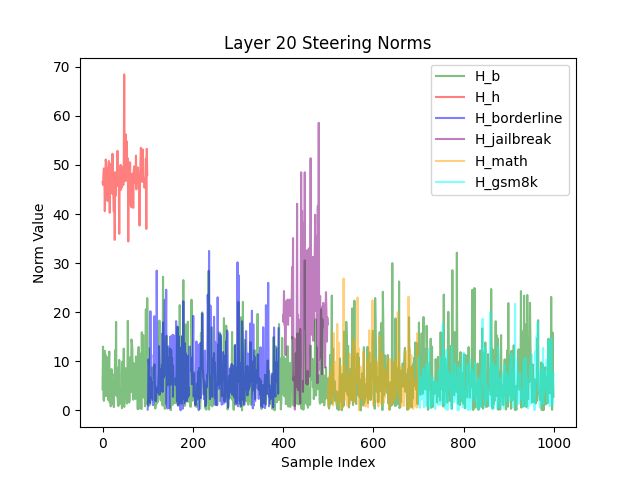 Layer 20 Steering Norms
70
60
50
40
30
20
10
0
Norm Value
H_b
H_h
H_borderline
H_jailbreak
H_math
H_gsm8k
0 200 400 600 800 1000
Sample Index